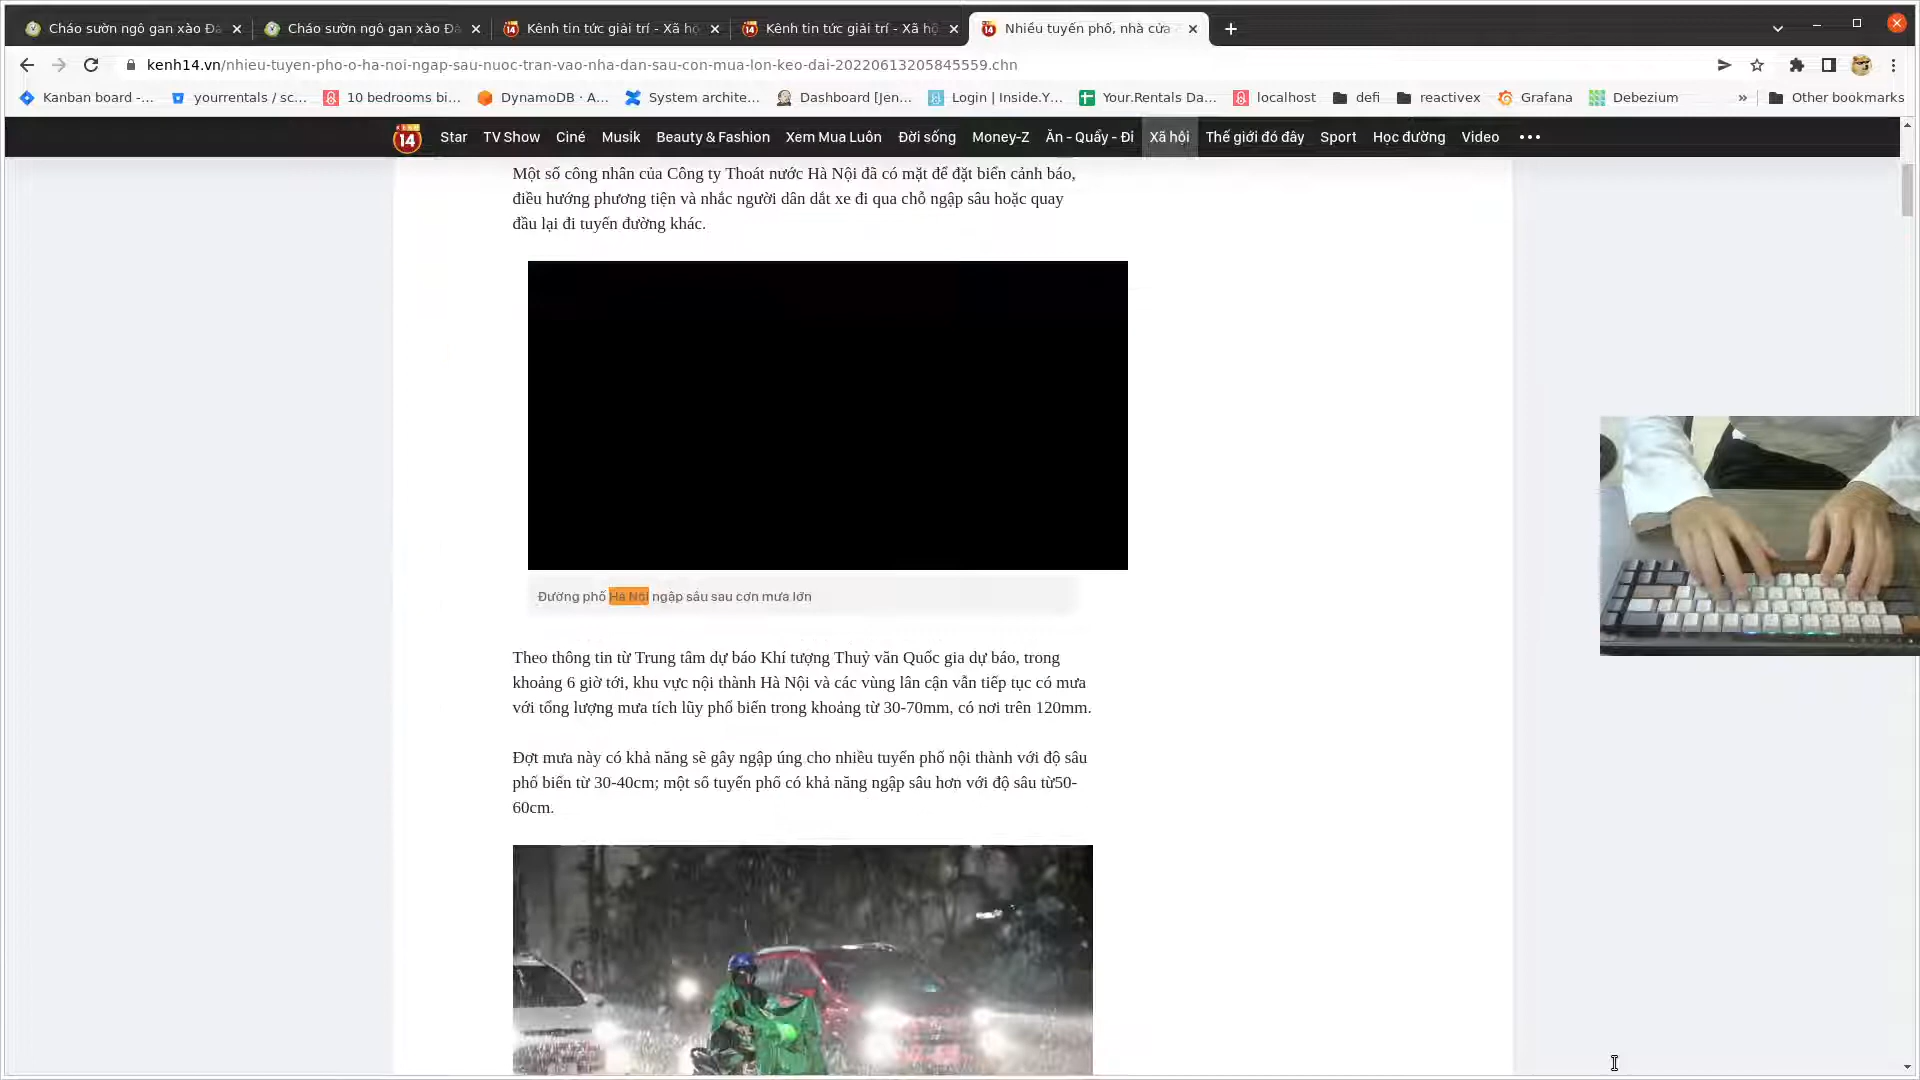 Cháo sườn ngô gan xào Đà
Cháo sườn ngô gan xào Đà
Kênh tin tức giải trí - Xã hộ
Kênh tin tức giải trí - Xã hộ
Nhiều tuyến phố, nhà cửa
kenh14.vn/nhieu-tuyen-pho-o-ha-noi-ngap-sau-nuoc-tran-vao-nha-dan-sau-con-mua-lon-keo-dai-20220613205845559.chn
Kanban board -... yourrentals / sc... 10 bedrooms bi... DynamoDB · A... System archite... Dashboard [Jen... Login | Inside.Y... Your.Rentals Da... localhost defi reactivex Grafana Debezium » Other bookmarks
14 Star TV Show Ciné Musik Beauty & Fashion Xem Mua Luôn Đời sống Money-Z Ăn - Quẩy - Đi Xã hội Thế giới đó đây Sport Học đường Video
Một số công nhân của Công ty Thoát nước Hà Nội đã có mặt để đặt biển cảnh báo,
điều hướng phương tiện và nhắc người dân dắt xe đi qua chỗ ngập sâu hoặc quay
đầu lại đi tuyến đường khác.
Đường phố Hà Nội ngập sâu sau cơn mưa lớn
Theo thông tin từ Trung tâm dự báo Khí tượng Thuỷ văn Quốc gia dự báo, trong
khoảng 6 giờ tới, khu vực nội thành Hà Nội và các vùng lân cận vẫn tiếp tục có mưa
với tổng lượng mưa tích lũy phổ biến trong khoảng từ 30-70mm, có nơi trên 120mm.
Đợt mưa này có khả năng sẽ gây ngập úng cho nhiều tuyến phố nội thành với độ sâu
phổ biến từ 30-40cm; một số tuyến phố có khả năng ngập sâu hơn với độ sâu từ50-
60cm.